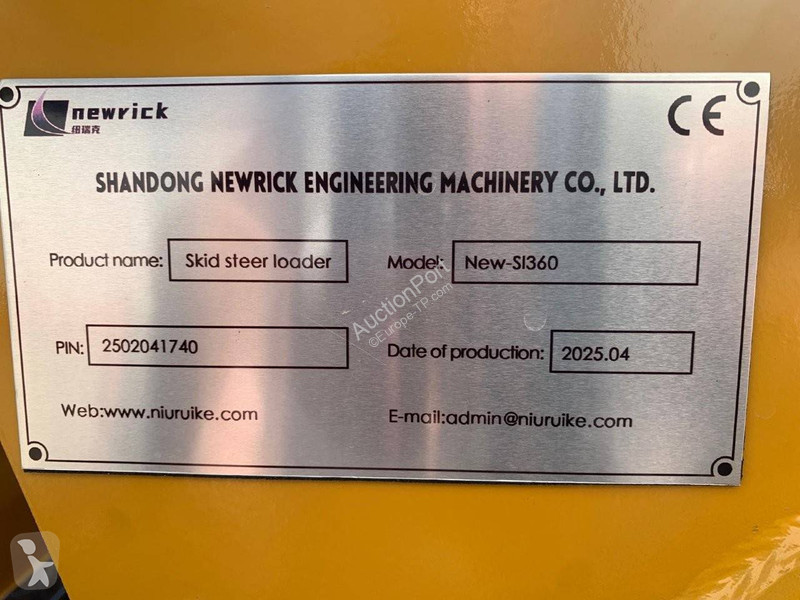 newrick
纽瑞克
CE
SHANDONG NEWRICK ENGINEERING MACHINERY CO., LTD.
Product name: Skid steer loader
Model: New-Sl360
PIN: 2502041740
Date of production: 2025.04
Web:www.niuruike.com
E-mail:admin@niuruike.com
AuctionPort
©Europe-TP.com